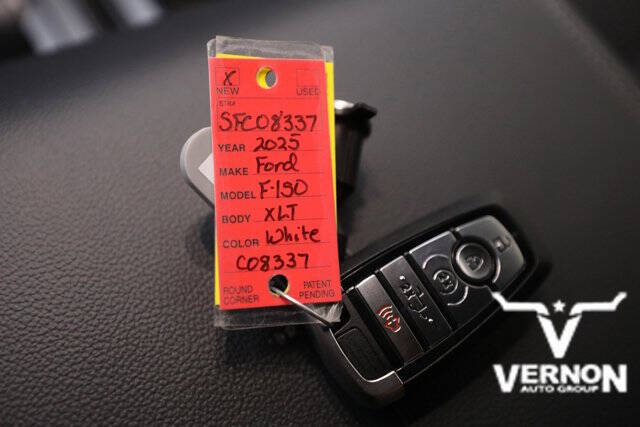 X
NEW USED
STK#
SFC08337
YEAR 2025
MAKE Ford
MODEL F-150
BODY XLT
COLOR White
C08337
ROUND CORNER PATENT PENDING
VERNON
AUTO GROUP